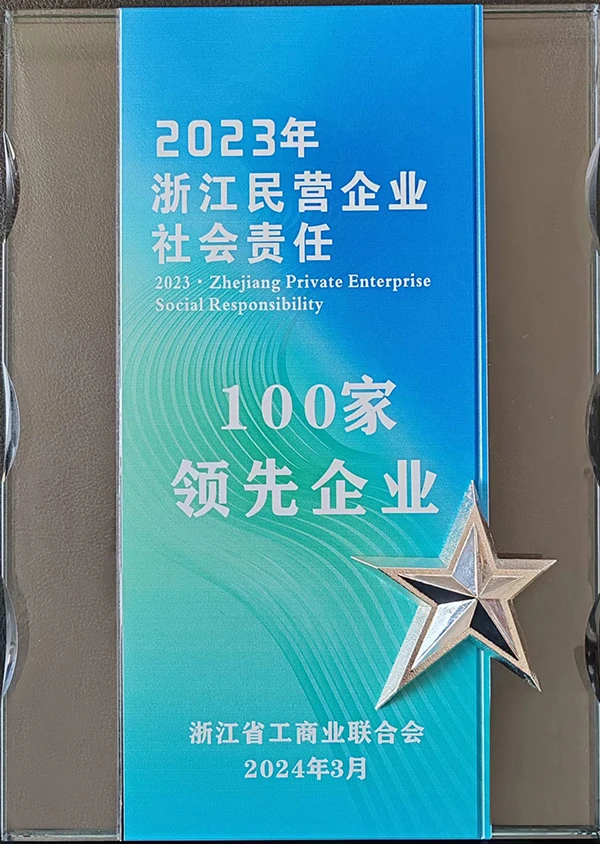 2023年
浙江民营企业
社会责任
2023 · Zhejiang Private Enterprise
Social Responsibility
100家
领先企业
浙江省工商业联合会
2024年3月